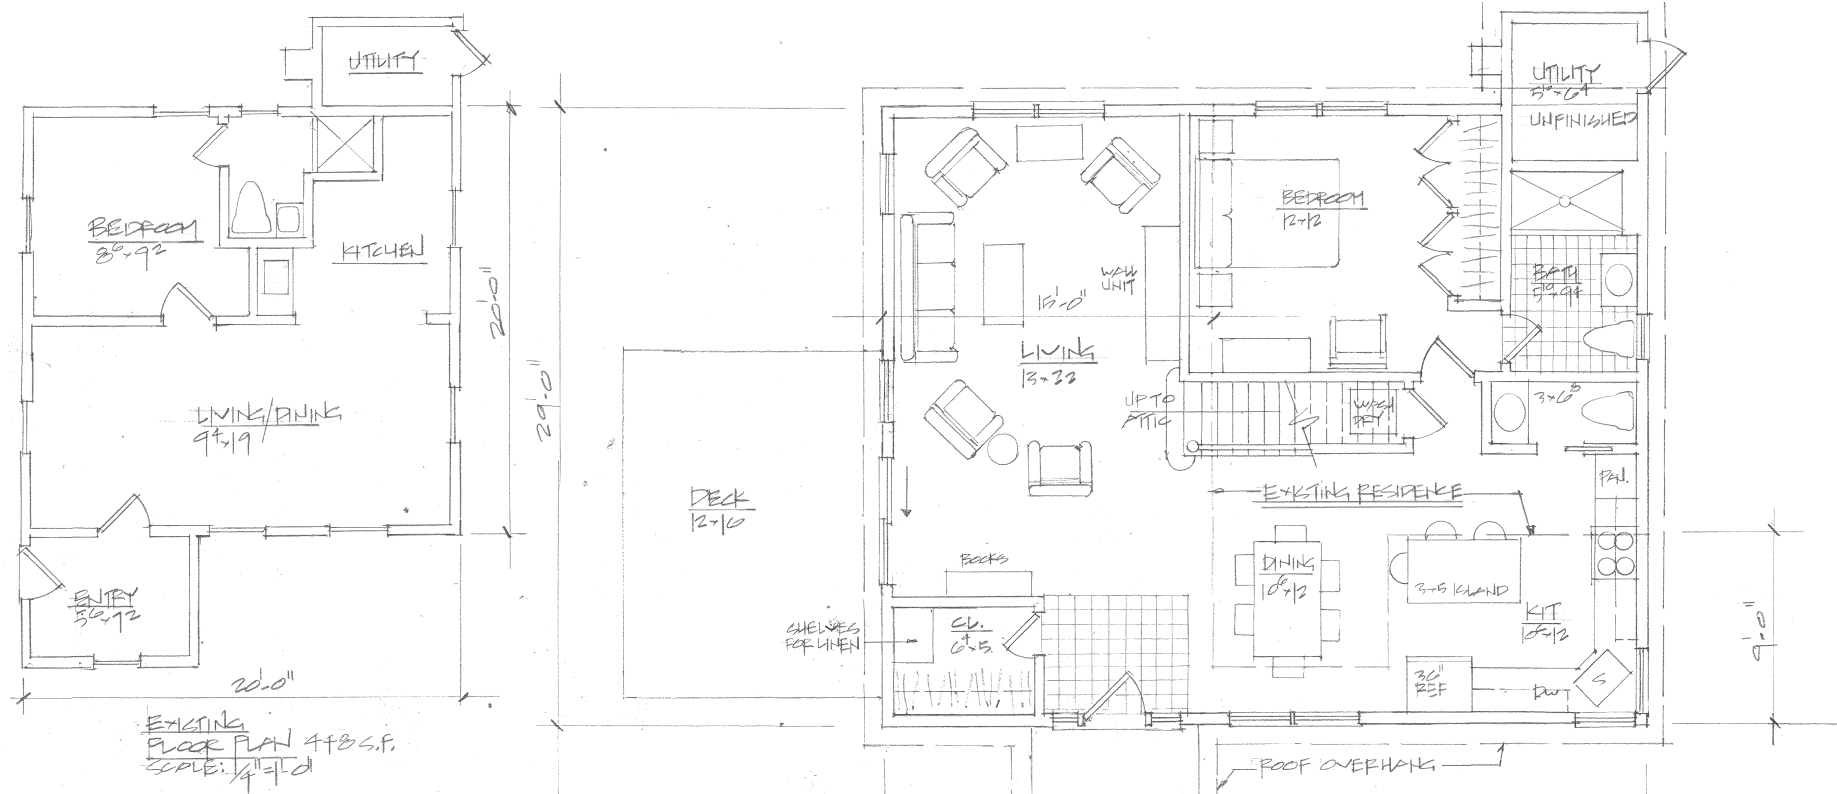 UTILITY
BEDROOM
8⁶x9²
KITCHEN
LIVING/DINING
9⁴x19
ENTRY
5⁶x9²
20'-0"
20'-0"
EXISTING
FLOOR PLAN 448 S.F.
SCALE: 1/4"=1'-0"
29'-0"
DECK
12x16
UTILITY
5¹⁰x6⁴
UNFINISHED
BEDROOM
12x12
BATH
5¹⁰x9⁴
WALL
UNIT
15'-0"
LIVING
13x22
UP TO
ATTIC
WASH
DRY
3x6⁸
PAN.
EXISTING RESIDENCE
BOOKS
DINING
10⁶x12
3x5 ISLAND
KIT
10⁶x12
SHELVES
FOR LINEN
CL.
6⁴x5
36"
REF
DW
S
9'-0"
ROOF OVERHANG